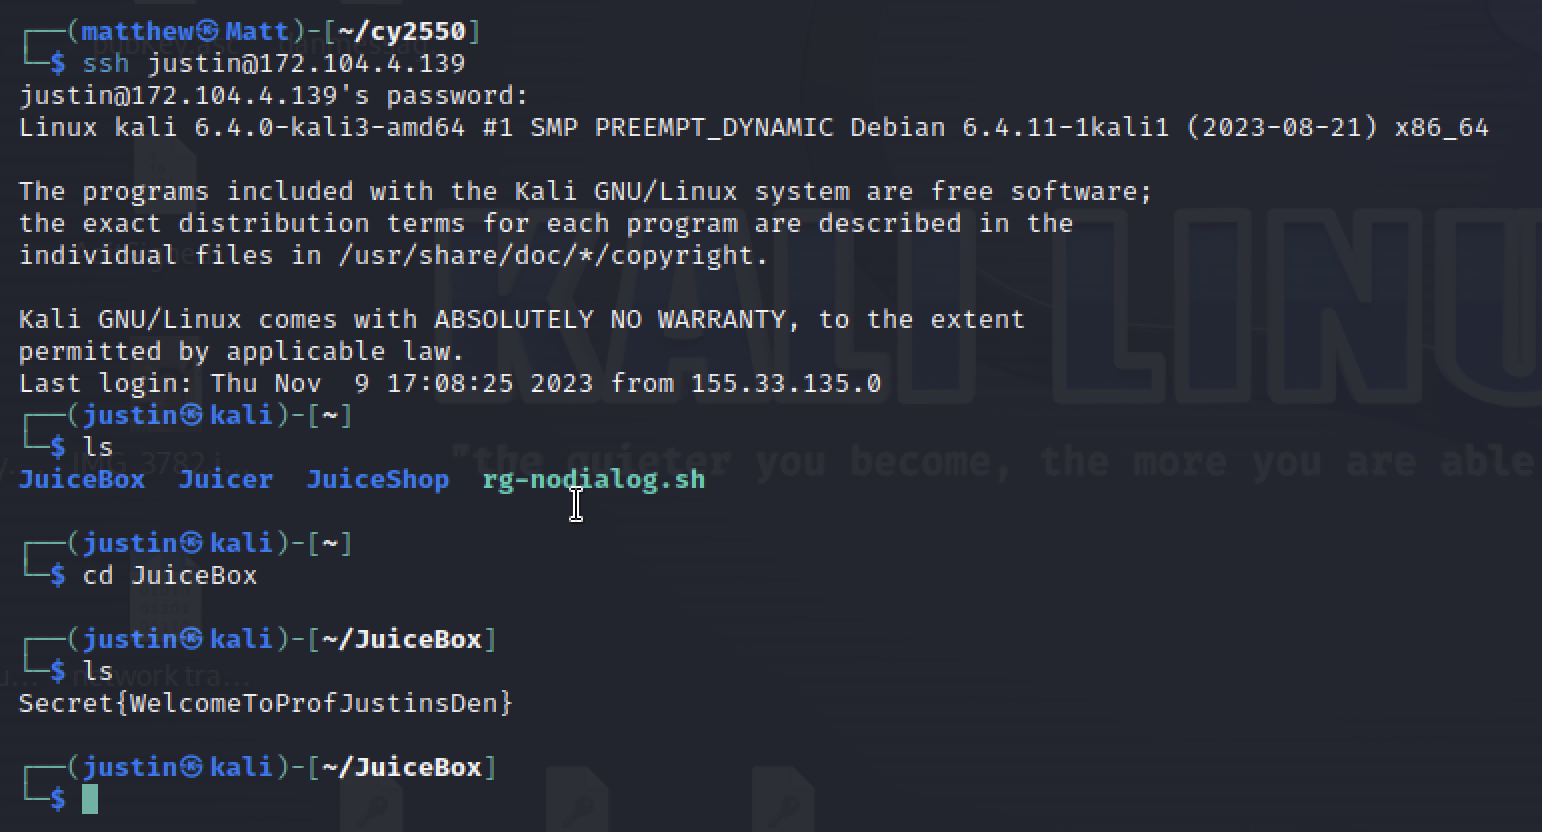 ┌──(matthew㉿Matt)-[~/cy2550]
└─$ ssh justin@172.104.4.139
justin@172.104.4.139's password:
Linux kali 6.4.0-kali3-amd64 #1 SMP PREEMPT_DYNAMIC Debian 6.4.11-1kali1 (2023-08-21) x86_64
The programs included with the Kali GNU/Linux system are free software;
the exact distribution terms for each program are described in the
individual files in /usr/share/doc/*/copyright.
Kali GNU/Linux comes with ABSOLUTELY NO WARRANTY, to the extent
permitted by applicable law.
Last login: Thu Nov  9 17:08:25 2023 from 155.33.135.0
┌──(justin㉿kali)-[~]
└─$ ls
JuiceBox  Juicer  JuiceShop  rg-nodialog.sh
┌──(justin㉿kali)-[~]
└─$ cd JuiceBox
┌──(justin㉿kali)-[~/JuiceBox]
└─$ ls
Secret{WelcomeToProfJustinsDen}
┌──(justin㉿kali)-[~/JuiceBox]
└─$
KALI LINU
"the quieter you become, the more you are able
IMG_3782.j...
network tra...